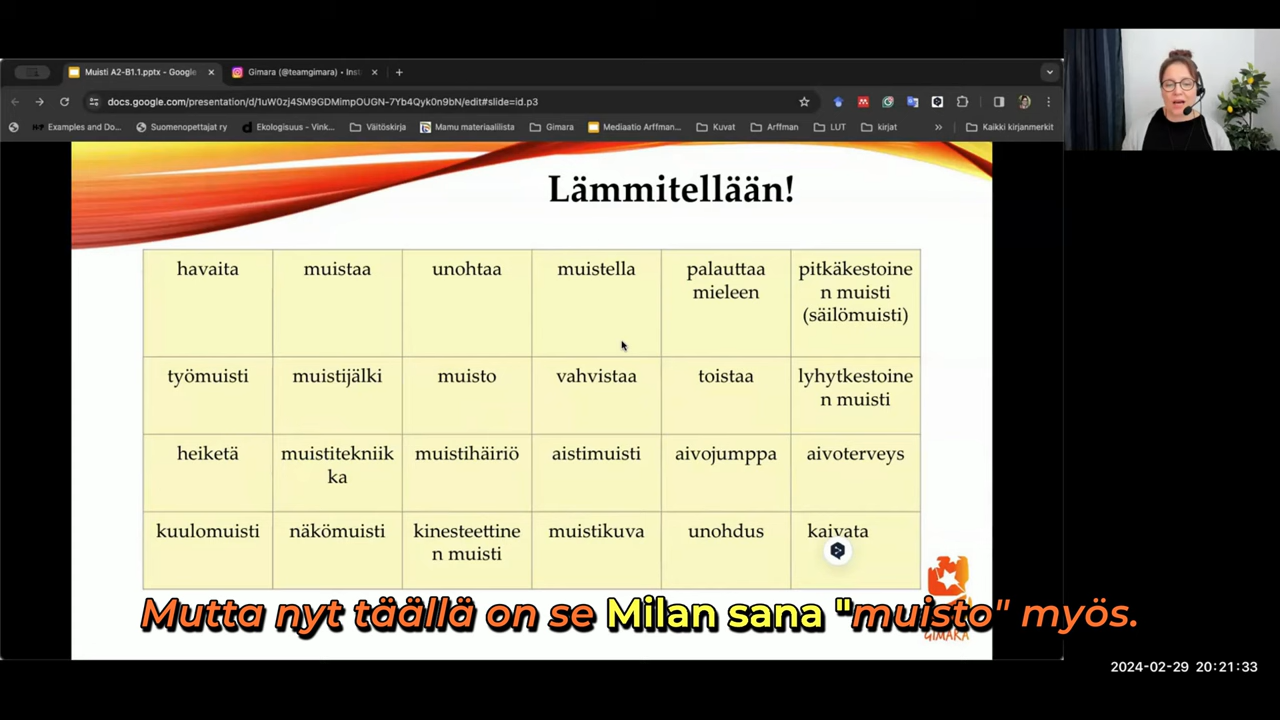 Muisti A2-B1.1.pptx - Google
Gimara (@teamgimara) • Inst
docs.google.com/presentation/d/1uW0zj4SM9GDMimpOUGN-7Yb4Qyk0n9bN/edit#slide=id.p3
Examples and Do...
Suomenopettajat ry
Ekologisuus - Vink...
Väitöskirja
Mamu materiaalilista
Gimara
Mediaatio Arffman...
Kuvat
Arffman
LUT
kirjat
»
Kaikki kirjanmerkit
Lämmitellään!
havaita
muistaa
unohtaa
muistella
palauttaa
mieleen
pitkäkestoine
n muisti
(säilömuisti)
työmuisti
muistijälki
muisto
vahvistaa
toistaa
lyhytkestoine
n muisti
heiketä
muistitekniik
ka
muistihäiriö
aistimuisti
aivojumppa
aivoterveys
kuulomuisti
näkömuisti
kinesteettine
n muisti
muistikuva
unohdus
kaivata
Mutta nyt täällä on se Milan sana "muisto" myös.
GIMARA
2024-02-29 20:21:33